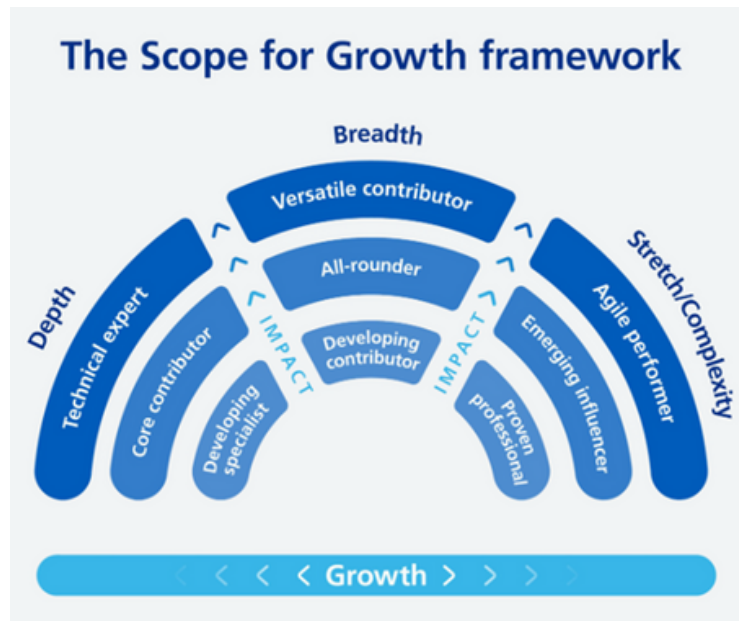 The Scope for Growth framework
Breadth
Versatile contributor
All-rounder
Developing
contributor
Depth
Technical expert
Core contributor
Developing
specialist
IMPACT
IMPACT
Stretch/Complexity
Agile performer
Emerging influencer
Proven
professional
Growth